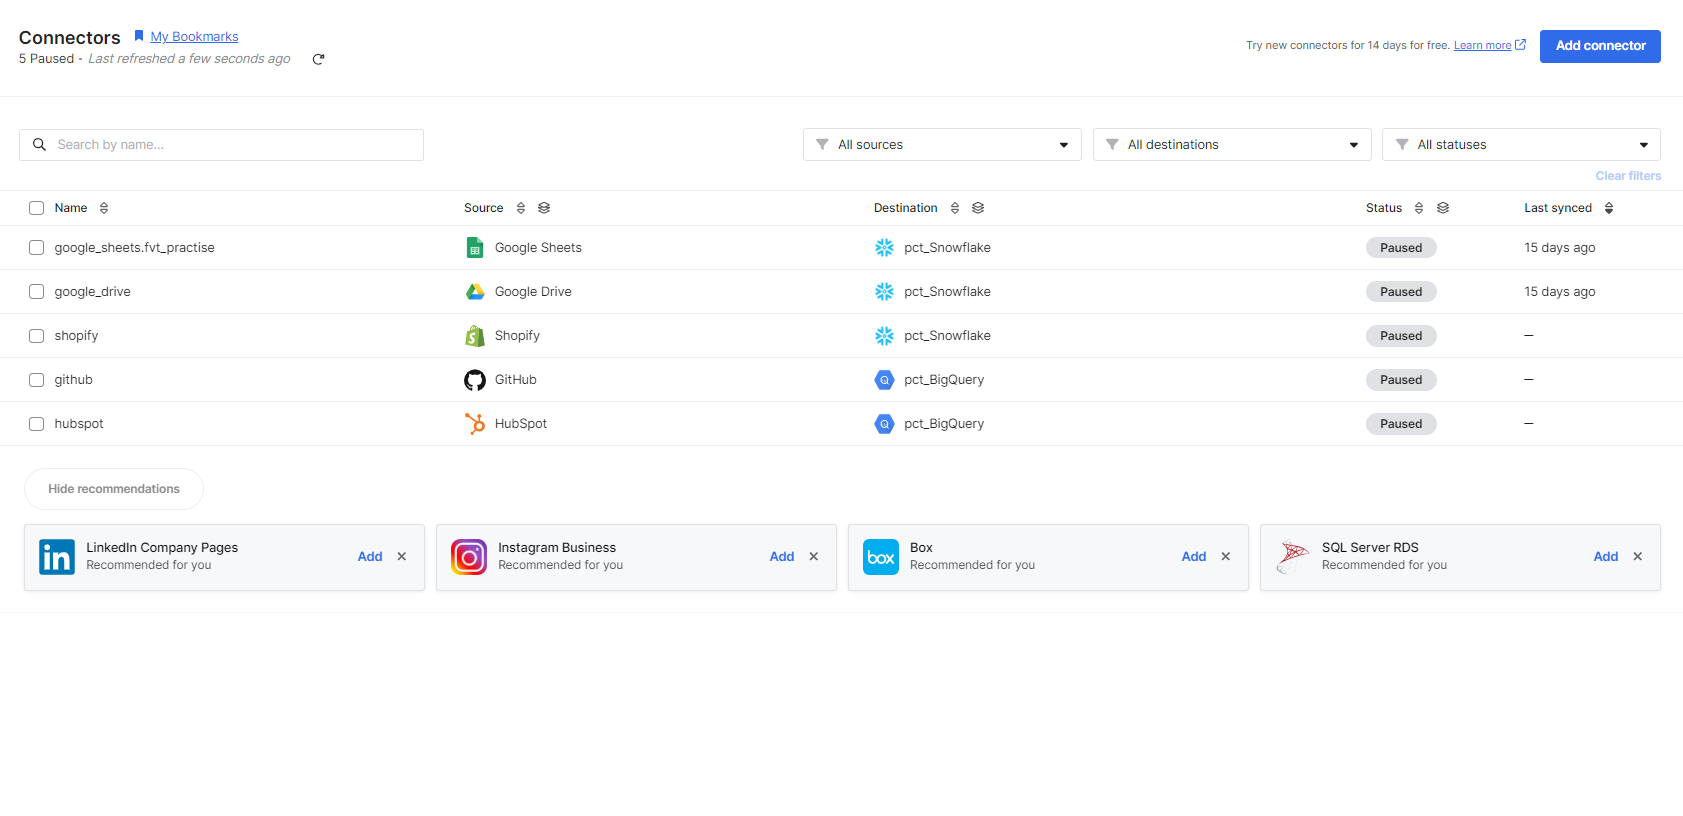 Connectors My Bookmarks
5 Paused - Last refreshed a few seconds ago
Try new connectors for 14 days for free. Learn more
Add connector
Search by name...
All sources
All destinations
All statuses
Clear filters
Name Source Destination Status Last synced
google_sheets.fvt_practise Google Sheets pct_Snowflake Paused 15 days ago
google_drive Google Drive pct_Snowflake Paused 15 days ago
shopify Shopify pct_Snowflake Paused –
github GitHub pct_BigQuery Paused –
hubspot HubSpot pct_BigQuery Paused –
Hide recommendations
in
LinkedIn Company Pages
Recommended for you
Add
Instagram Business
Recommended for you
Add
box
Box
Recommended for you
Add
SQL Server RDS
Recommended for you
Add